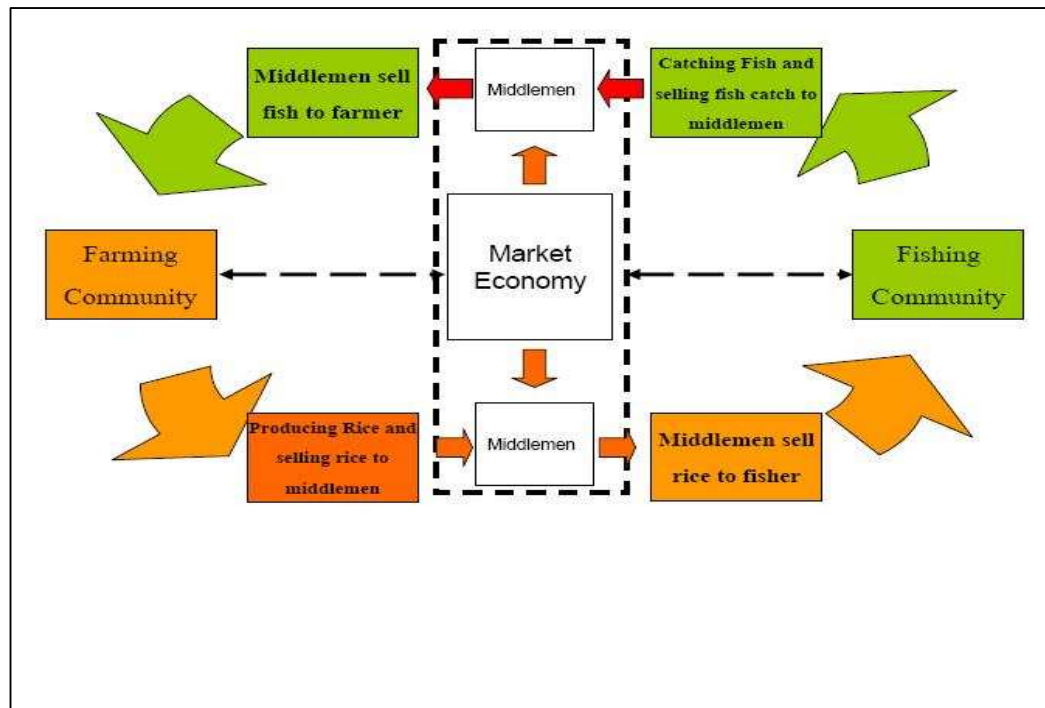 Middlemen sell
fish to farmer
Middlemen
Catching Fish and
selling fish catch to
middlemen
Farming
Community
Market
Economy
Fishing
Community
Producing Rice and
selling rice to
middlemen
Middlemen
Middlemen sell
rice to fisher